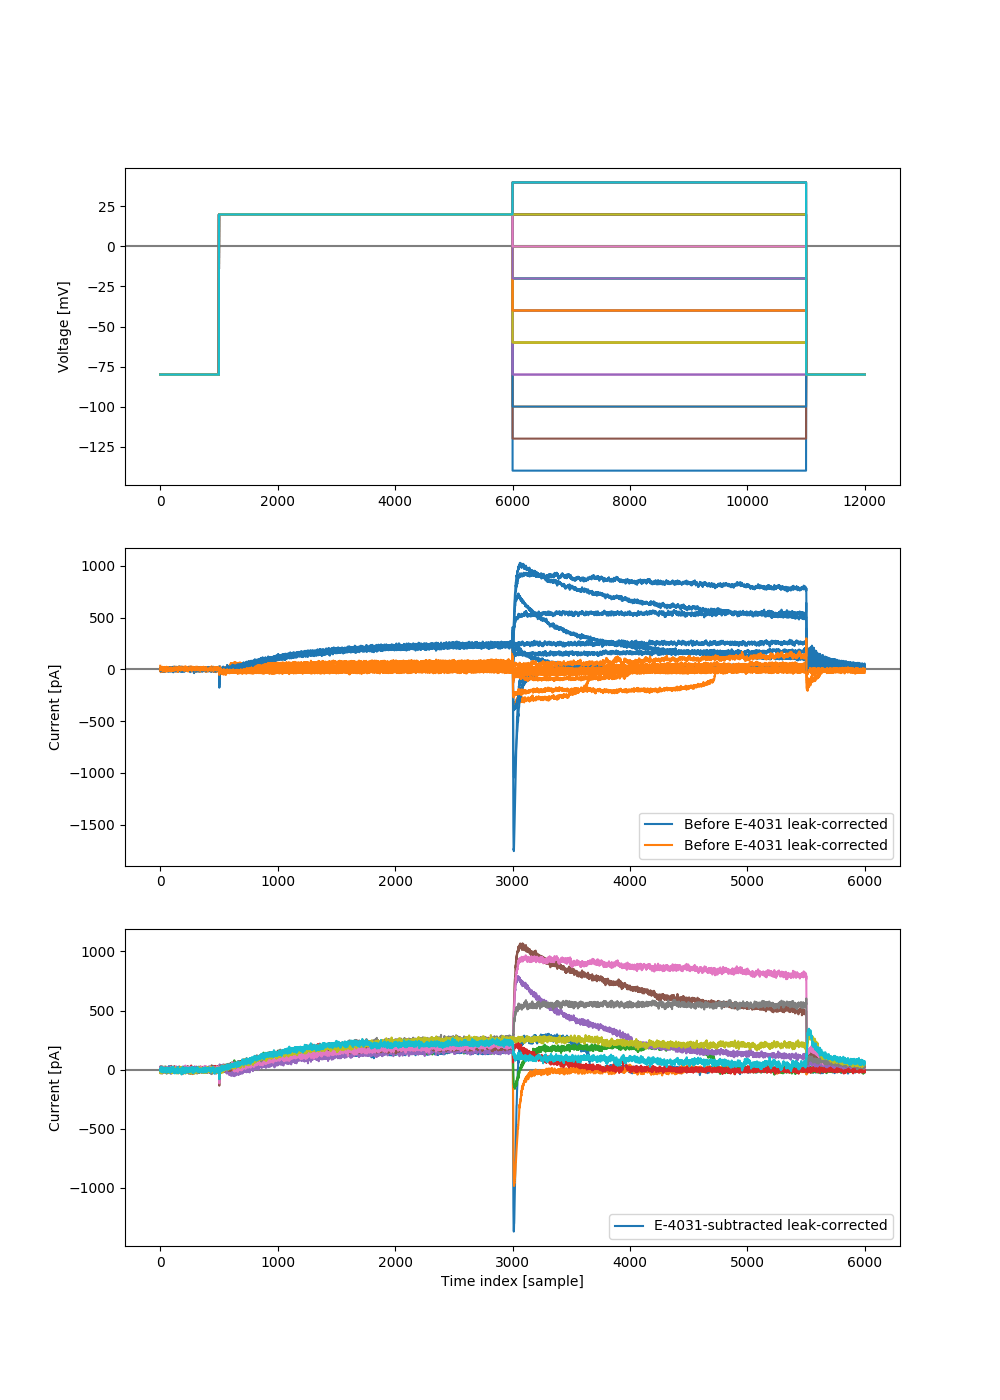 Voltage [mV]
25
0
−25
−50
−75
−100
−125
0 2000 4000 6000 8000 10000 12000
Current [pA]
1000
500
0
−500
−1000
−1500
Before E-4031 leak-corrected
Before E-4031 leak-corrected
0 1000 2000 3000 4000 5000 6000
Current [pA]
1000
500
0
−500
−1000
E-4031-subtracted leak-corrected
0 1000 2000 3000 4000 5000 6000
Time index [sample]